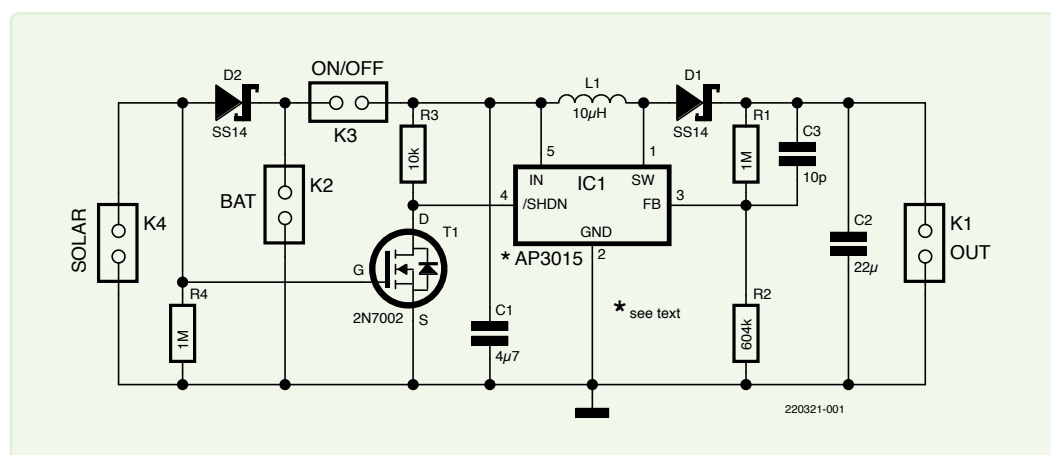 ON/OFF
D2
SS14
K3
L1
10µH
D1
SS14
R3
10k
R1
1M
C3
10p
5
1
IN
IC1
SW
4
/SHDN
FB
3
GND
2
* AP3015
SOLAR
K4
BAT
K2
D
T1
G
S
2N7002
C2
22µ
K1
OUT
R4
1M
C1
4µ7
* see text
R2
604k
220321-001